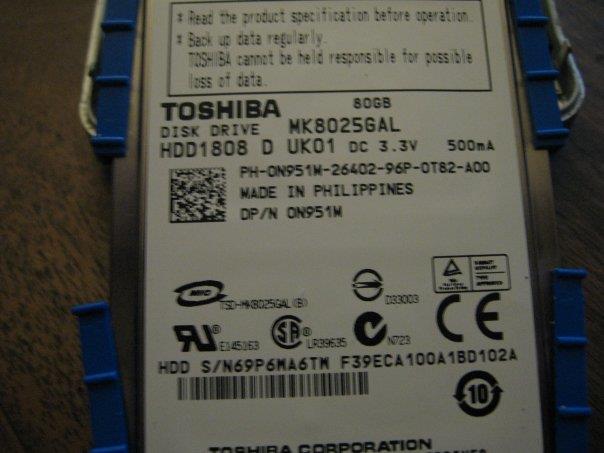 * Read the product specification before operation.
* Back up data regularly.
TOSHIBA cannot be held responsible for possible
loss of data.
TOSHIBA 80GB
DISK DRIVE MK8025GAL
HDD1808 D UK01 DC 3.3V 500mA
PH-0N951M-26402-96P-0T82-A00
MADE IN PHILIPPINES
DP/N 0N951M
MIC
TSD-MK8025GAL(B)
D33003
E145163
LR39635
N723
CE
HDD S/N69P6MA6TW F39ECA100A1BD102A
10
TOSHIBA CORPORATION